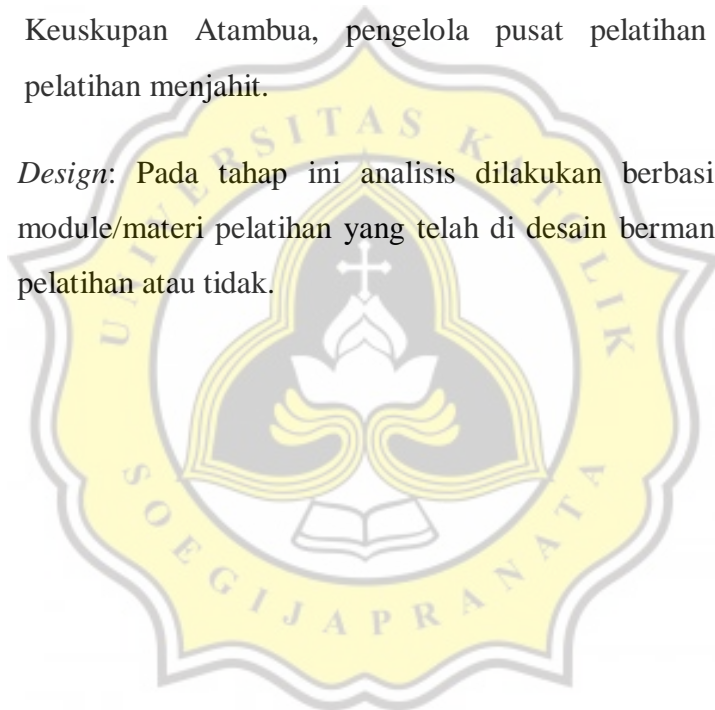 Keuskupan Atambua, pengelola pusat pelatihan
pelatihan menjahit.
Design: Pada tahap ini analisis dilakukan berbasi
module/materi pelatihan yang telah di desain berman
pelatihan atau tidak.
UNIVERSITAS KATOLIK
SOEGIJAPRANATA